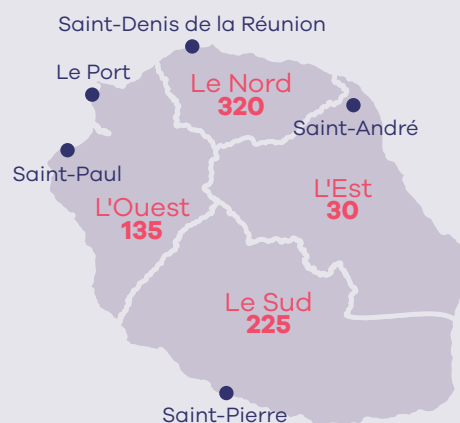 Saint-Denis de la Réunion
Le Port
Le Nord
320
Saint-André
Saint-Paul
L'Ouest
135
L'Est
30
Le Sud
225
Saint-Pierre